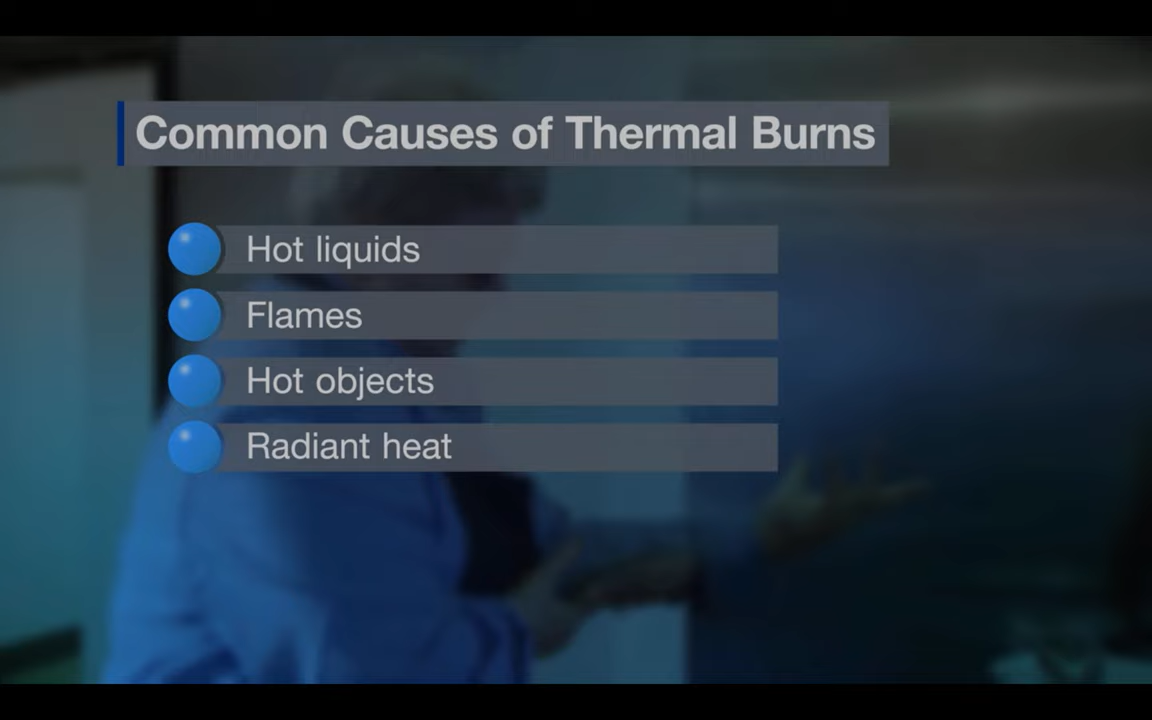 Common Causes of Thermal Burns
Hot liquids
Flames
Hot objects
Radiant heat